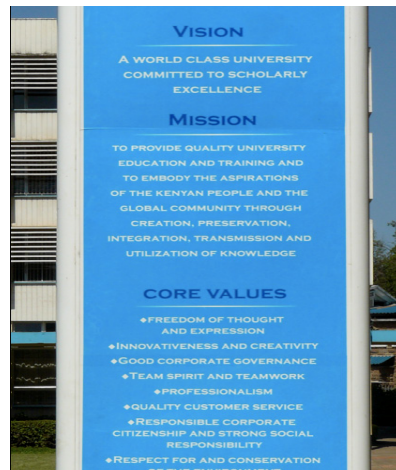 VISION
A WORLD CLASS UNIVERSITY
COMMITTED TO SCHOLARLY
EXCELLENCE
MISSION
TO PROVIDE QUALITY UNIVERSITY
EDUCATION AND TRAINING AND
TO EMBODY THE ASPIRATIONS
OF THE KENYAN PEOPLE AND THE
GLOBAL COMMUNITY THROUGH
CREATION, PRESERVATION,
INTEGRATION, TRANSMISSION AND
UTILIZATION OF KNOWLEDGE
CORE VALUES
◆FREEDOM OF THOUGHT
AND EXPRESSION
◆INNOVATIVENESS AND CREATIVITY
◆GOOD CORPORATE GOVERNANCE
◆TEAM SPIRIT AND TEAMWORK
◆PROFESSIONALISM
◆QUALITY CUSTOMER SERVICE
◆RESPONSIBLE CORPORATE
CITIZENSHIP AND STRONG SOCIAL
RESPONSIBILITY
◆RESPECT FOR AND CONSERVATION
OF THE ENVIRONMENT